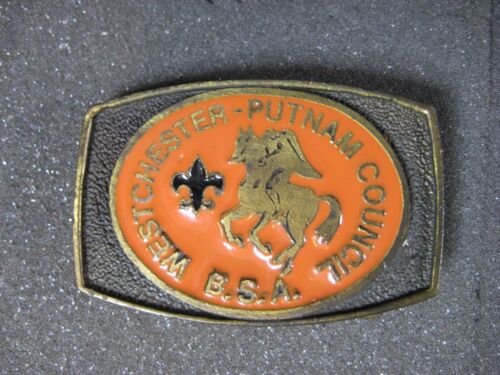 WESTCHESTER - PUTNAM COUNCIL
B.S.A.